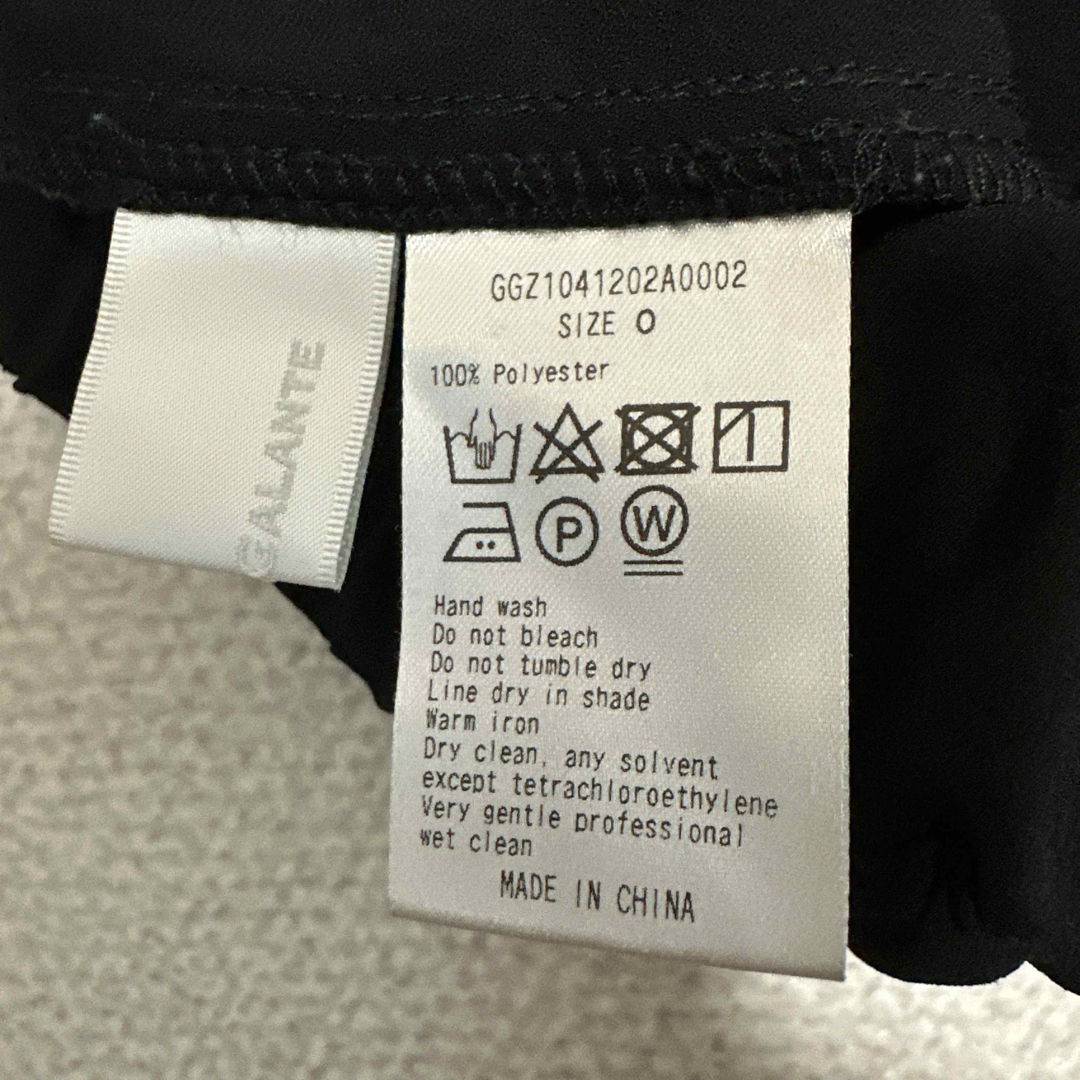 GALANTE
GGZ1041202A0002
SIZE 0
100% Polyester
P
W
Hand wash
Do not bleach
Do not tumble dry
Line dry in shade
Warm iron
Dry clean, any solvent
except tetrachloroethylene
Very gentle professional
wet clean
MADE IN CHINA